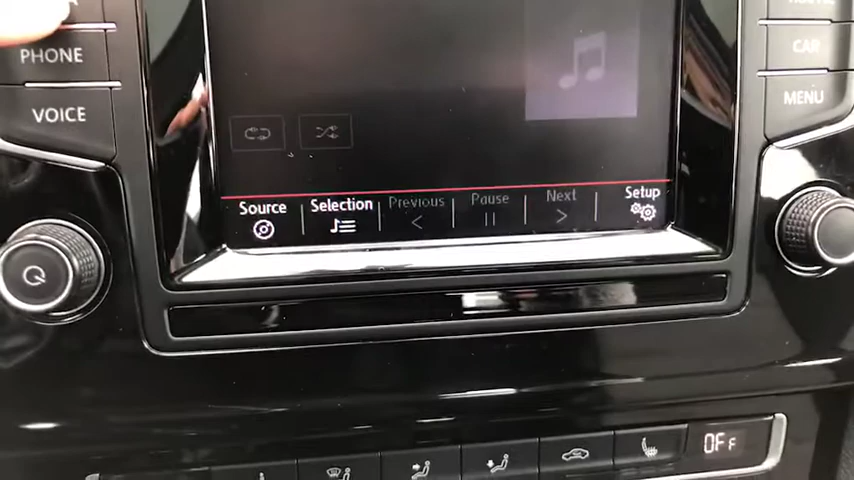 PHONE
VOICE
CAR
MENU
Source
Selection
Previous
Pause
Next
Setup
OFF